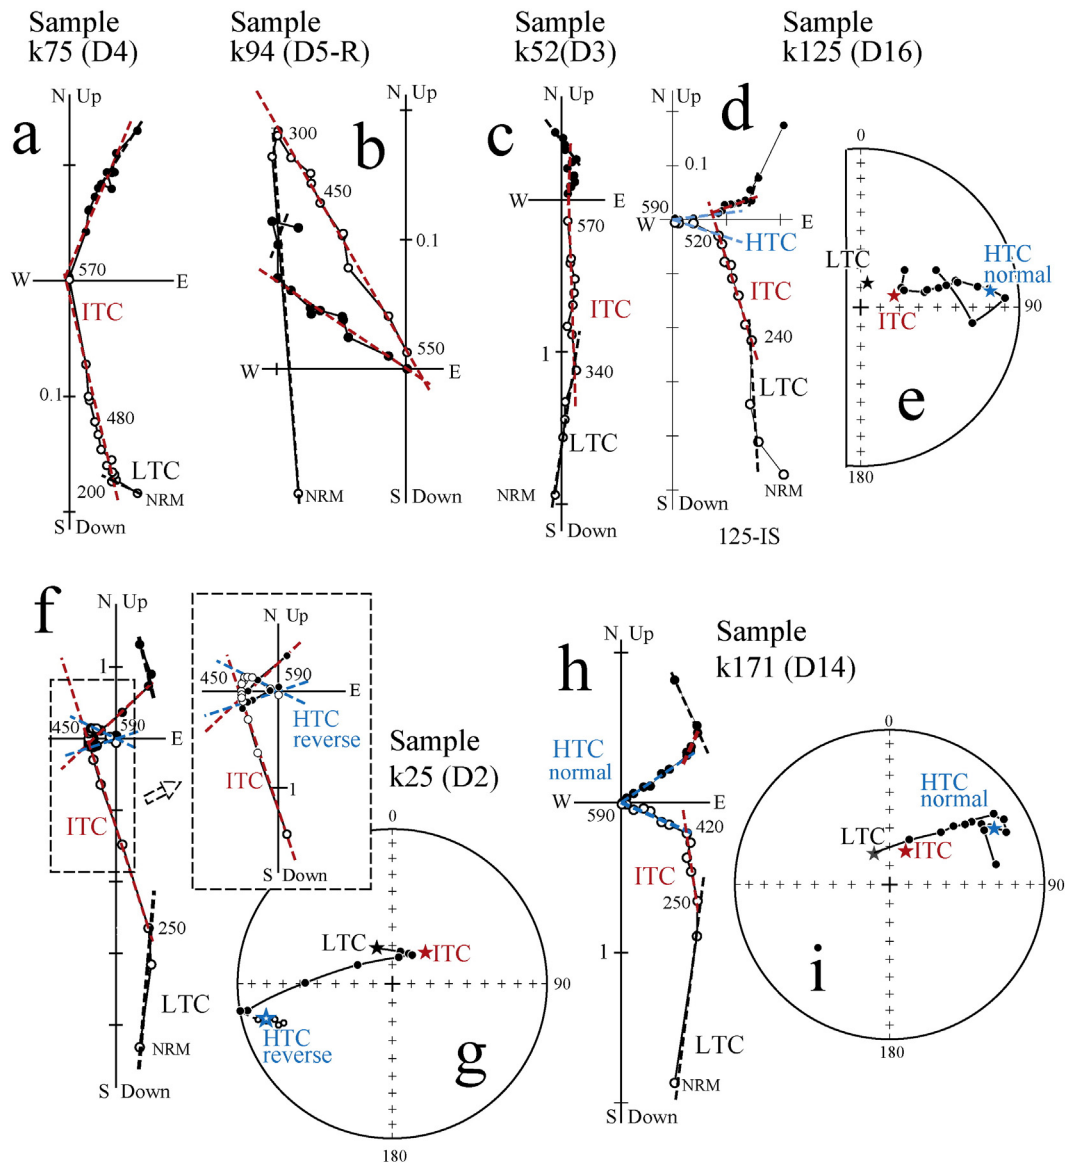 Sample
k75 (D4)
Sample
k94 (D5-R)
Sample
k52(D3)
Sample
k125 (D16)
a
N Up
W
E
570
ITC
0.1
480
LTC
200
NRM
S Down
b
N Up
300
450
0.1
550
W
E
NRM
S Down
c
N Up
W
E
570
ITC
1
340
LTC
S Down
d
N Up
0.1
590
W
E
520
HTC
ITC
240
LTC
NRM
S Down
125-IS
0
LTC
HTC
normal
ITC
90
e
180
f
N Up
1
450
590
E
ITC
250
LTC
NRM
S Down
N Up
450
590
E
HTC
reverse
ITC
1
S Down
Sample
k25 (D2)
0
LTC
ITC
90
HTC
reverse
g
180
h
Sample
k171 (D14)
N Up
HTC
normal
W
E
590
420
ITC
250
1
LTC
NRM
S Down
0
HTC
normal
LTC
ITC
90
i
180